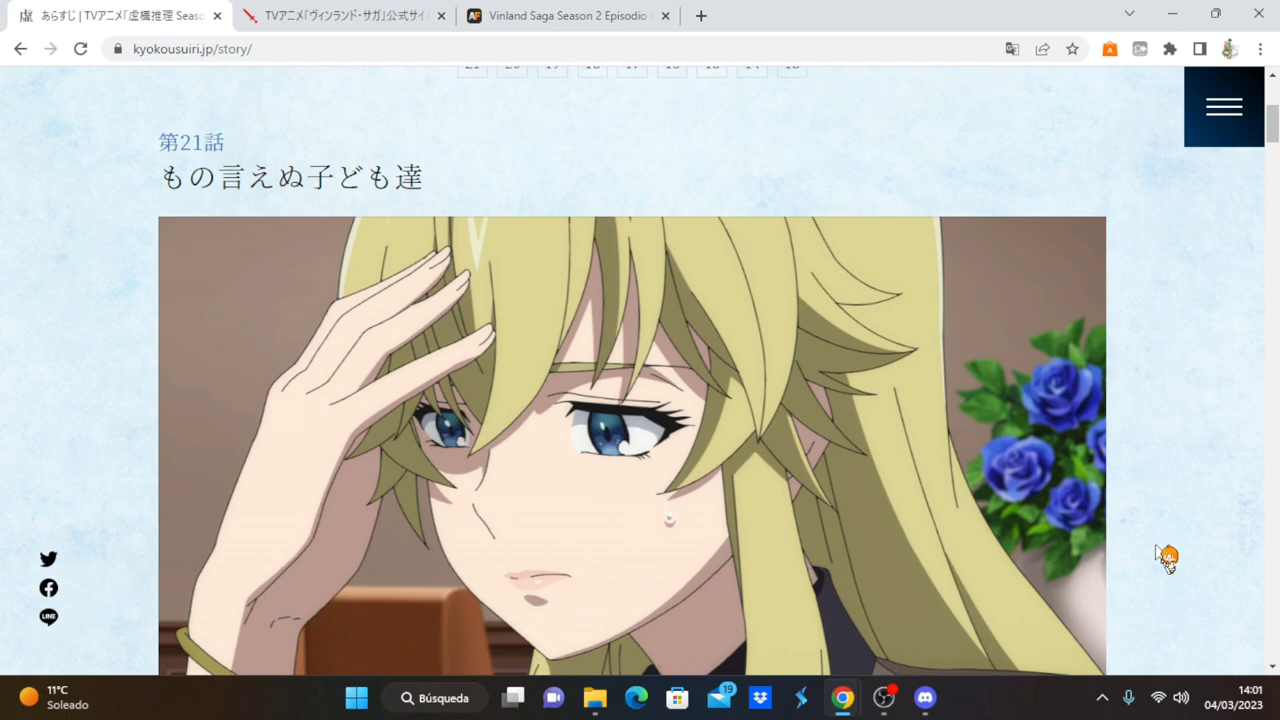 あらすじ | TVアニメ「虚構推理 Seaso
TVアニメ「ヴィンランド・サガ」公式サイ
Vinland Saga Season 2 Episodio
kyokousuiri.jp/story/
第21話
もの言えぬ子ども達
LINE
11°C
Soleado
Búsqueda
19
14:01
04/03/2023